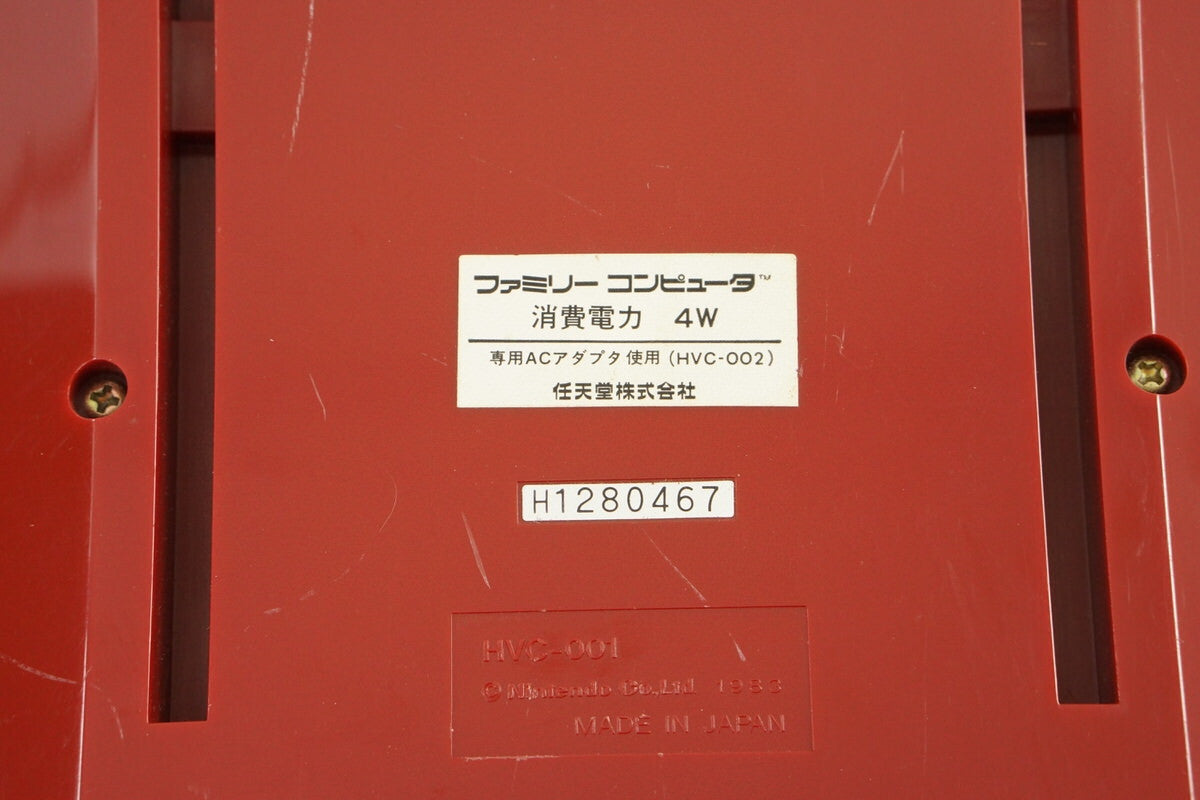 ファミリー コンピュータ™
消費電力 4W
専用ACアダプタ使用(HVC-002)
任天堂株式会社
H1280467
HVC-001
© Nintendo Co.,Ltd. 1983
MADE IN JAPAN